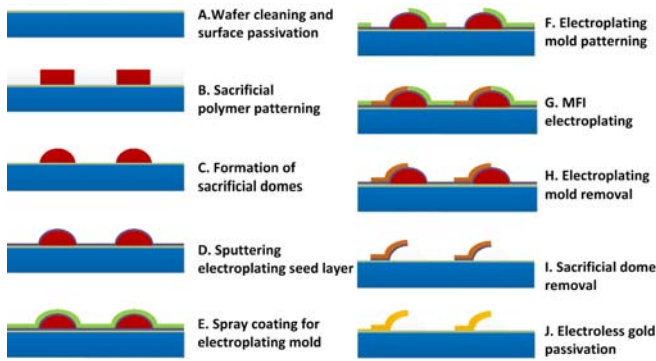 A.Wafer cleaning and
surface passivation
B. Sacrificial
polymer patterning
C. Formation of
sacrificial domes
D. Sputtering
electroplating seed layer
E. Spray coating for
electroplating mold
F. Electroplating
mold patterning
G. MFI
electroplating
H. Electroplating
mold removal
I. Sacrificial dome
removal
J. Electroless gold
passivation